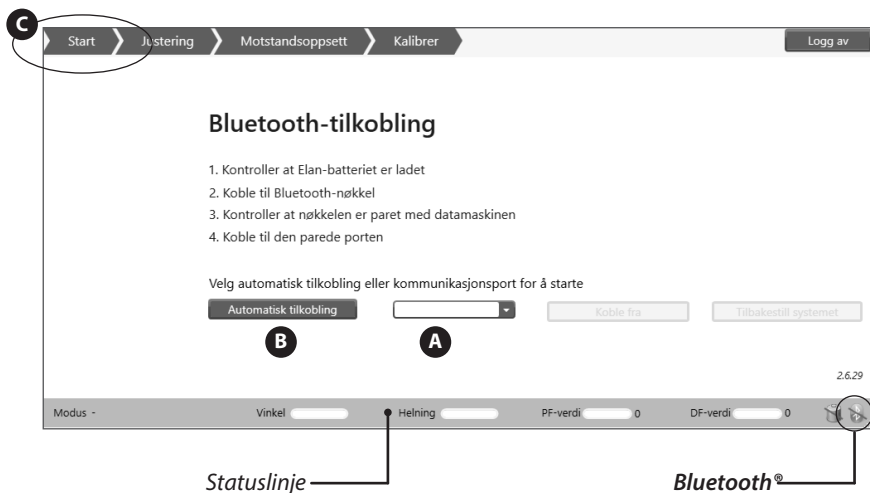 C
Start Justering Motstandsoppsett Kalibrer Logg av
Bluetooth-tilkobling
1. Kontroller at Elan-batteriet er ladet
2. Koble til Bluetooth-nøkkel
3. Kontroller at nøkkelen er paret med datamaskinen
4. Koble til den parede porten
Velg automatisk tilkobling eller kommunikasjonsport for å starte
Automatisk tilkobling Koble fra Tilbakestill systemet
B A
2.6.29
Modus - Vinkel Helning PF-verdi 0 DF-verdi 0
Statuslinje Bluetooth®